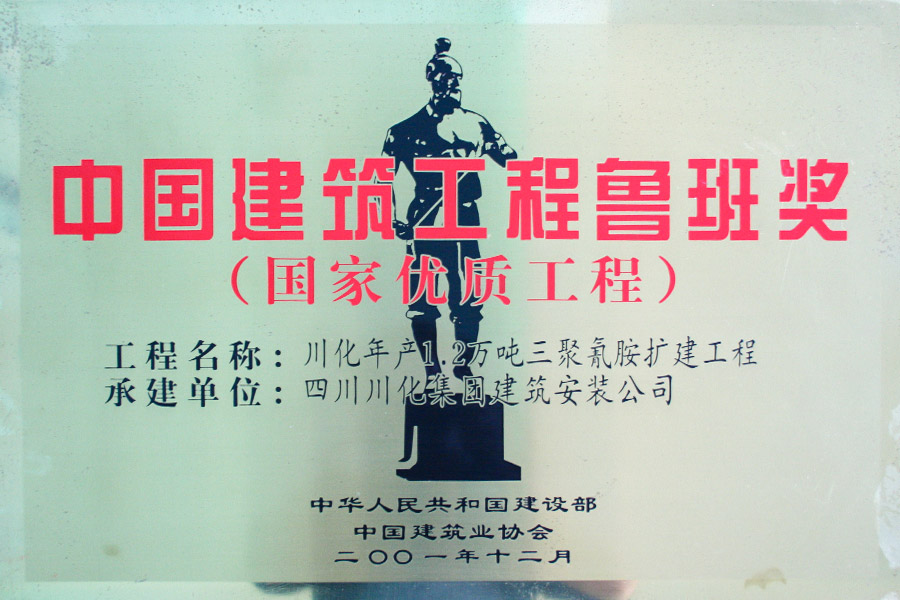 中国建筑工程鲁班奖
（国家优质工程）
工程名称：川化年产1.2万吨三聚氰胺扩建工程
承建单位：四川川化集团建筑安装公司
中华人民共和国建设部
中国建筑业协会
二〇〇一年十二月